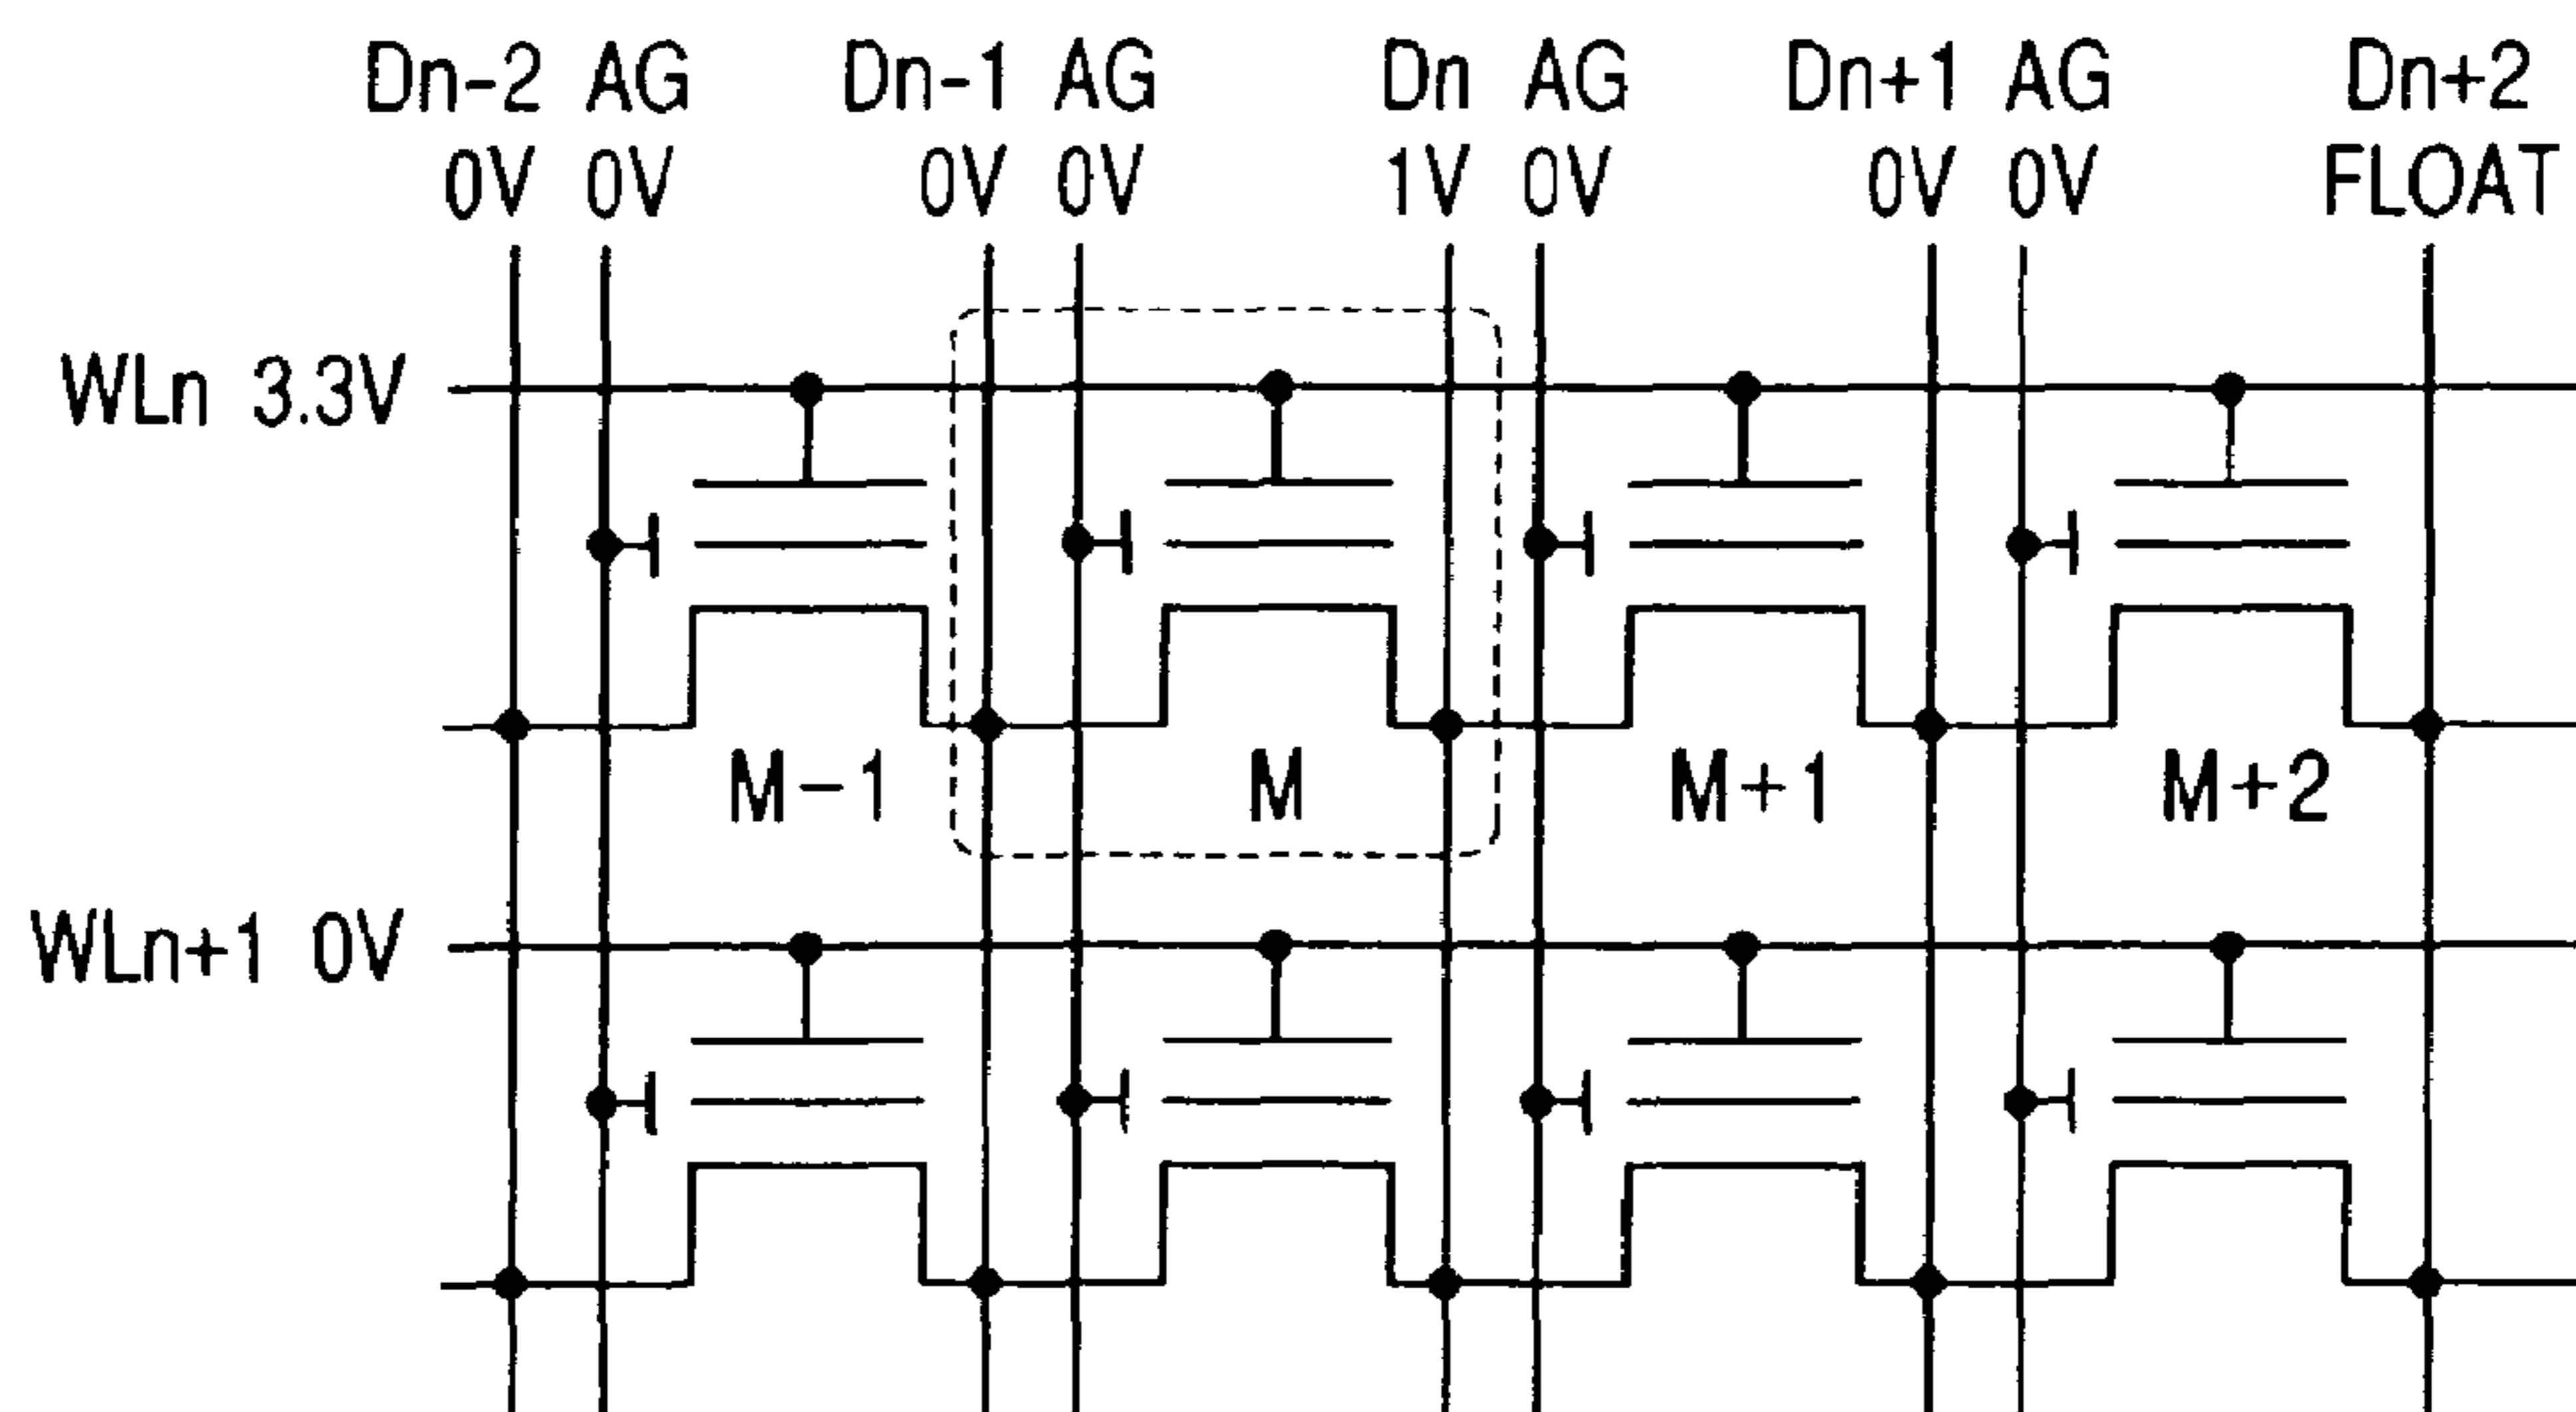 Dn-2 AG Dn-1 AG Dn AG Dn+1 AG Dn+2
0V 0V 0V 0V 1V 0V 0V 0V FLOAT
WLn 3.3V
M-1 M M+1 M+2
WLn+1 0V